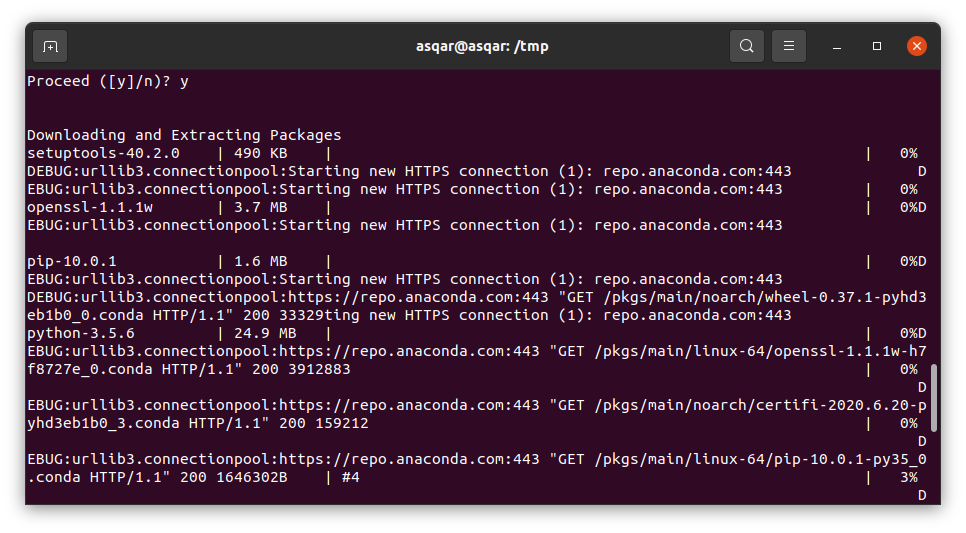 asqar@asqar: /tmp
Proceed ([y]/n)? y
Downloading and Extracting Packages
setuptools-40.2.0    | 490 KB    |                                                            |   0%
DEBUG:urllib3.connectionpool:Starting new HTTPS connection (1): repo.anaconda.com:443              D
EBUG:urllib3.connectionpool:Starting new HTTPS connection (1): repo.anaconda.com:443         |   0%
openssl-1.1.1w       | 3.7 MB    |                                                            |   0%D
EBUG:urllib3.connectionpool:Starting new HTTPS connection (1): repo.anaconda.com:443
pip-10.0.1           | 1.6 MB    |                                                            |   0%D
EBUG:urllib3.connectionpool:Starting new HTTPS connection (1): repo.anaconda.com:443
DEBUG:urllib3.connectionpool:https://repo.anaconda.com:443 "GET /pkgs/main/noarch/wheel-0.37.1-pyhd3
eb1b0_0.conda HTTP/1.1" 200 33329ting new HTTPS connection (1): repo.anaconda.com:443
python-3.5.6         | 24.9 MB   |                                                            |   0%D
EBUG:urllib3.connectionpool:https://repo.anaconda.com:443 "GET /pkgs/main/linux-64/openssl-1.1.1w-h7
f8727e_0.conda HTTP/1.1" 200 3912883                                                         |   0%
D
EBUG:urllib3.connectionpool:https://repo.anaconda.com:443 "GET /pkgs/main/noarch/certifi-2020.6.20-p
yhd3eb1b0_3.conda HTTP/1.1" 200 159212                                                       |   0%
D
EBUG:urllib3.connectionpool:https://repo.anaconda.com:443 "GET /pkgs/main/linux-64/pip-10.0.1-py35_0
.conda HTTP/1.1" 200 1646302B    | #4                                                        |   3%
D